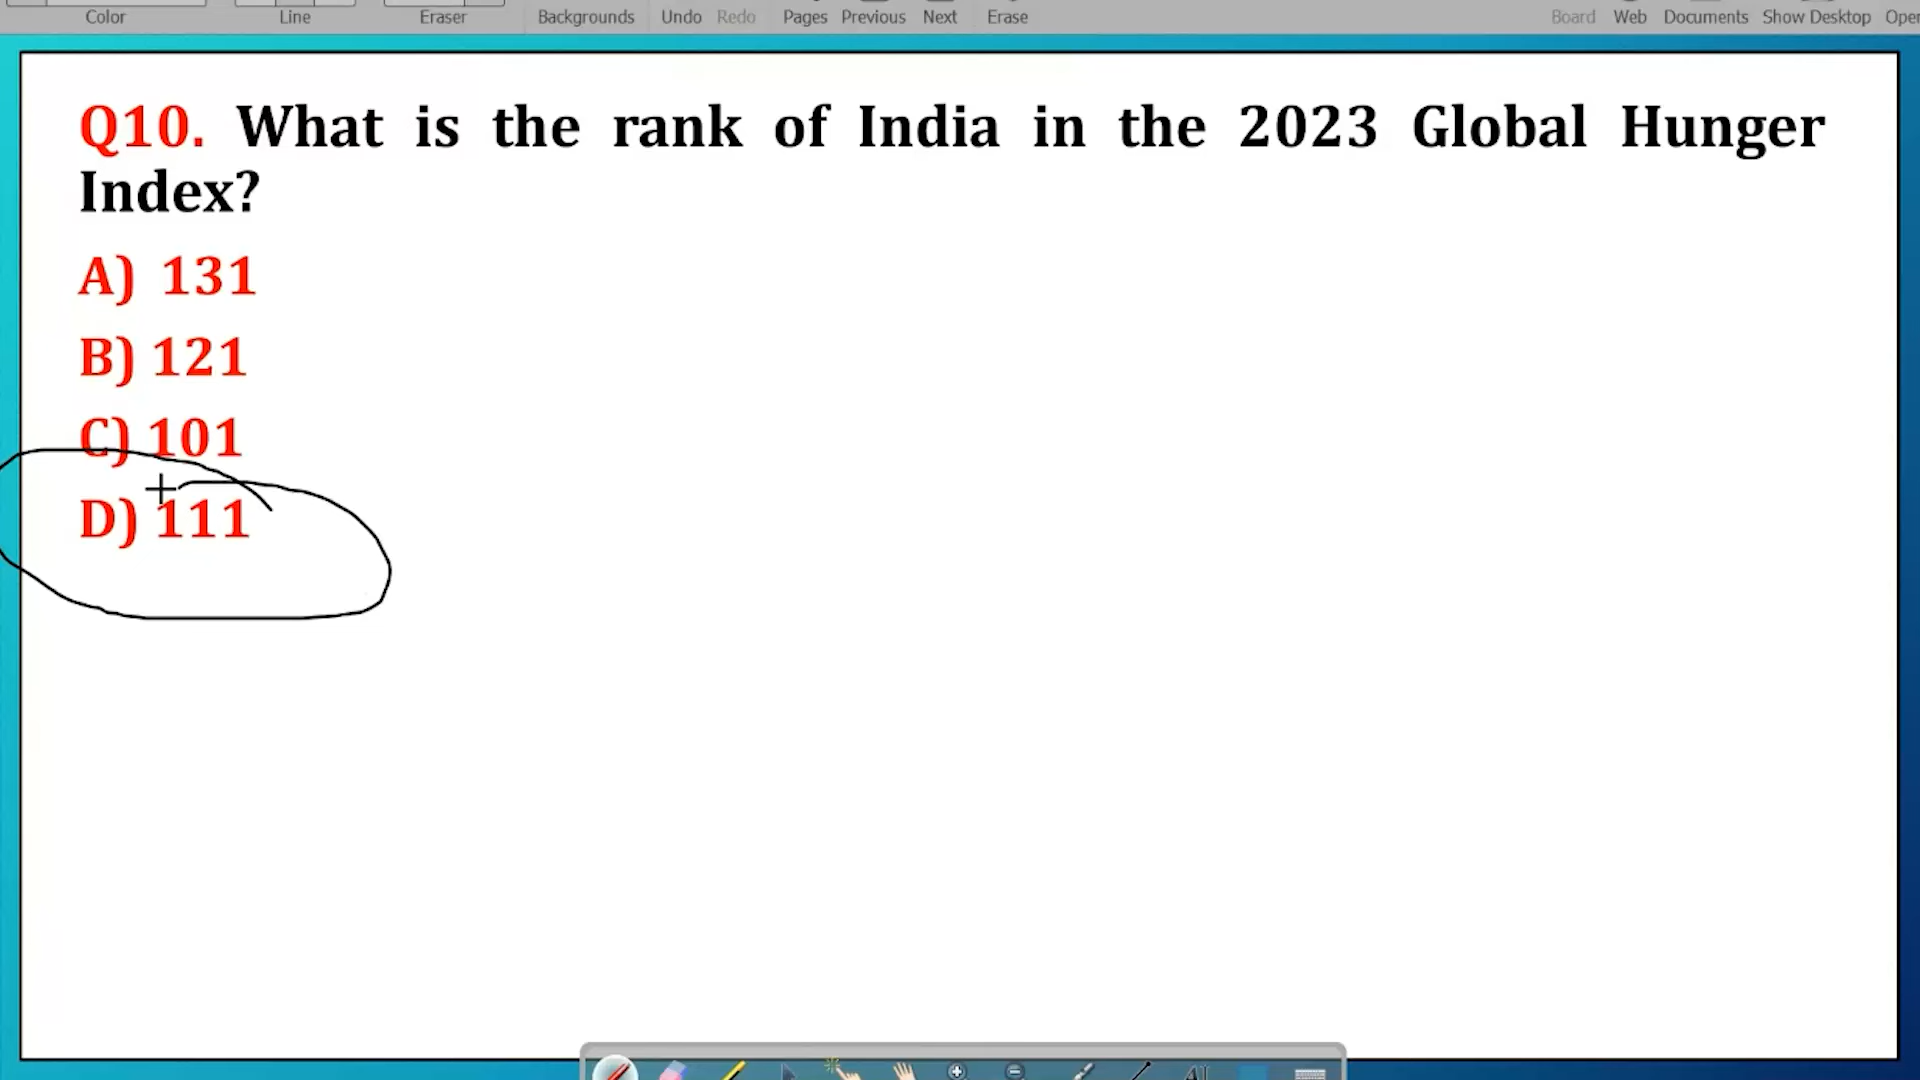 Color Line Eraser Backgrounds Undo Redo Pages Previous Next Erase Board Web Documents Show Desktop
Q10. What is the rank of India in the 2023 Global Hunger
Index?
A) 131
B) 121
C) 101
D) 111